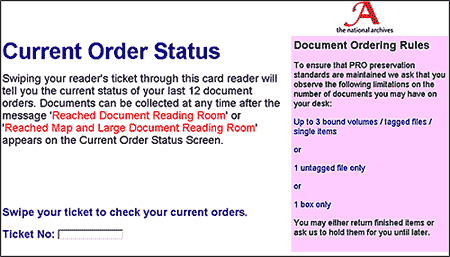 Current Order Status
Swiping your reader's ticket through this card reader will
tell you the current status of your last 12 document
orders. Documents can be collected at any time after the
message 'Reached Document Reading Room' or
'Reached Map and Large Document Reading Room'
appears on the Current Order Status Screen.
Swipe your ticket to check your current orders.
Ticket No:
A
the national archives
Document Ordering Rules
To ensure that PRO preservation
standards are maintained we ask that you
observe the following limitations on the
number of documents you may have on
your desk:
Up to 3 bound volumes / tagged files /
single items
or
1 untagged file only
or
1 box only
You may either return finished items or
ask us to hold them for you until later.